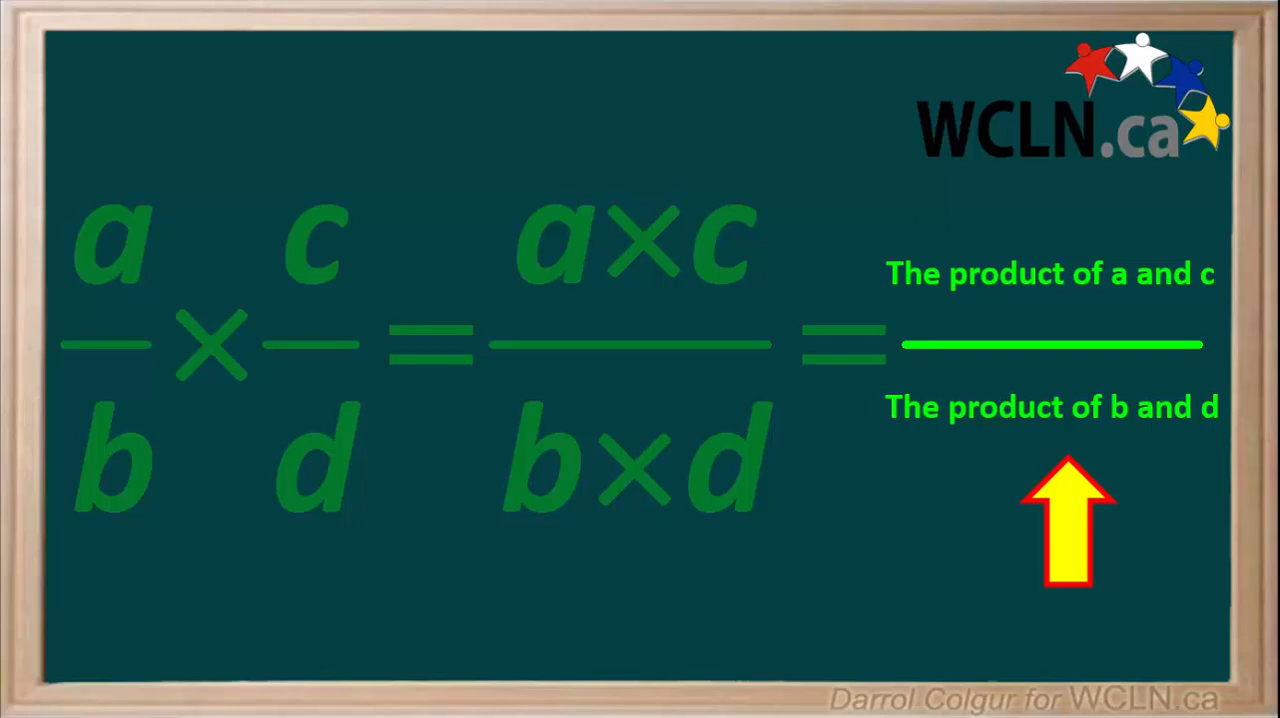 WCLN.ca
a/b × c/d = a×c/b×d = The product of a and c/The product of b and d
Darrol Colgur for WCLN.ca